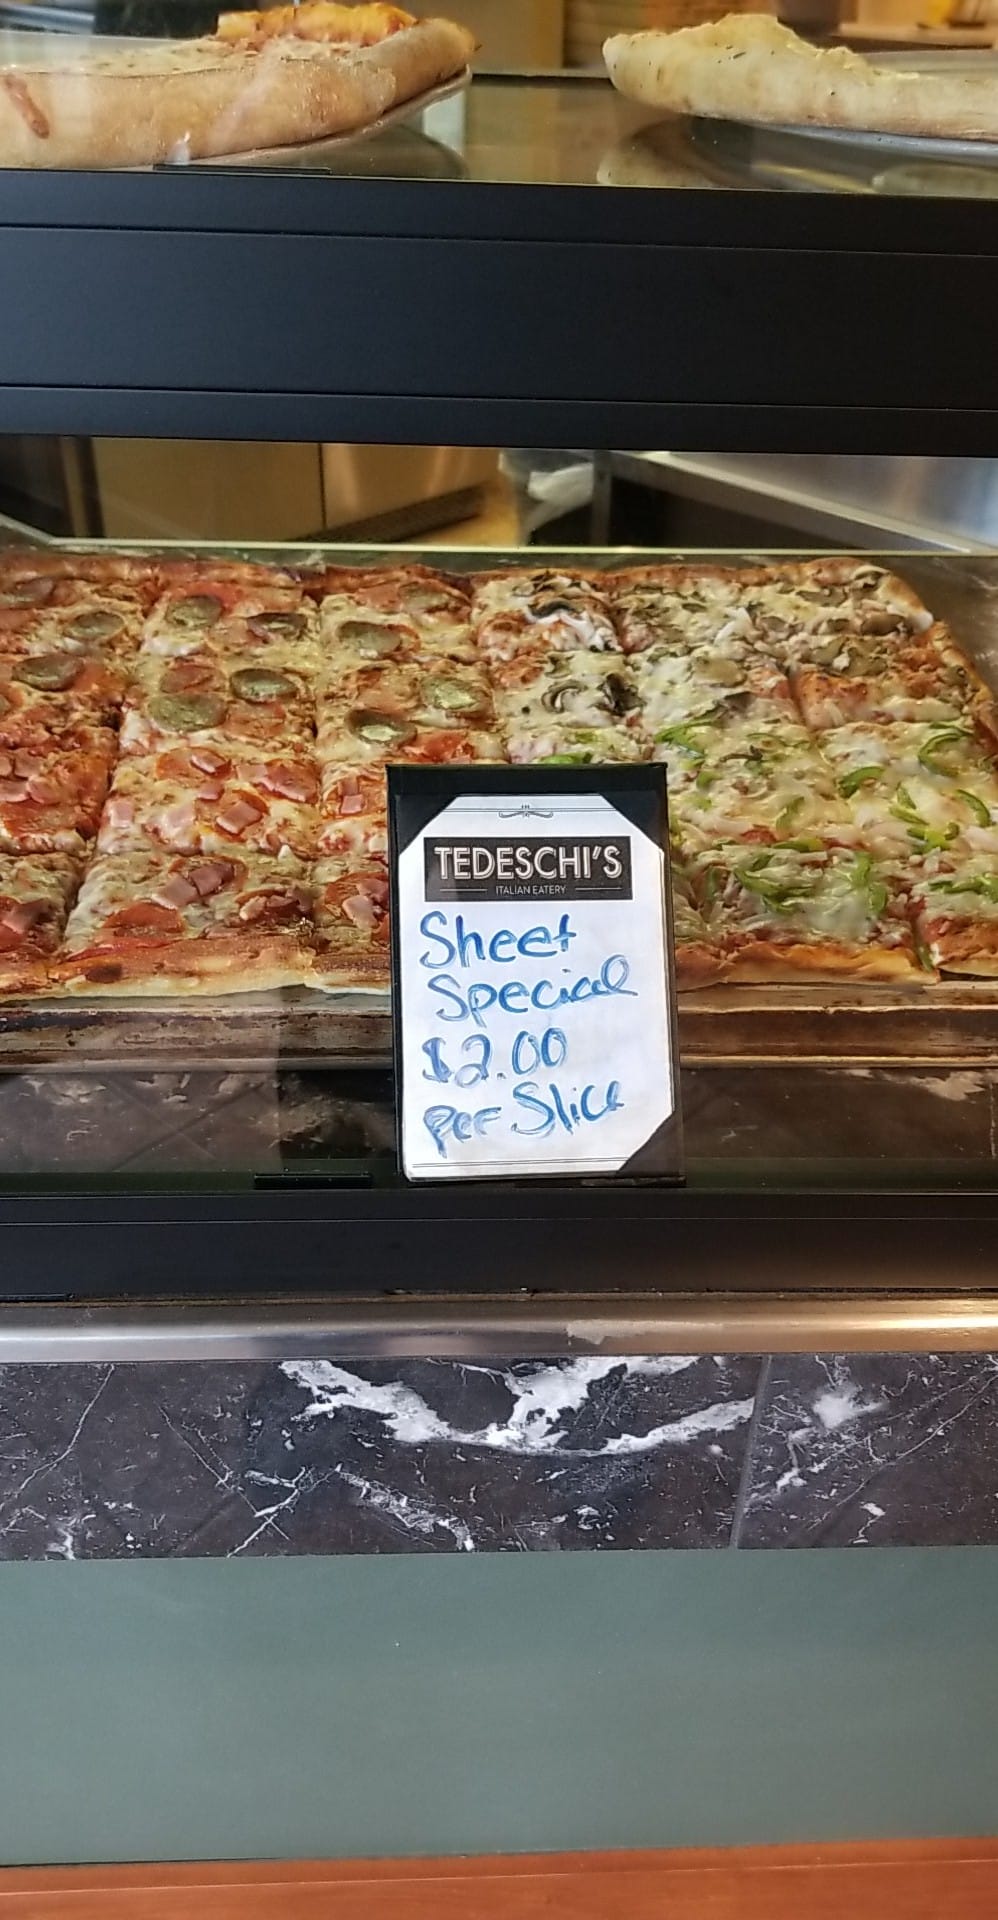 TEDESCHI'S
ITALIAN EATERY
Sheet
Special
$2.00
per Slice